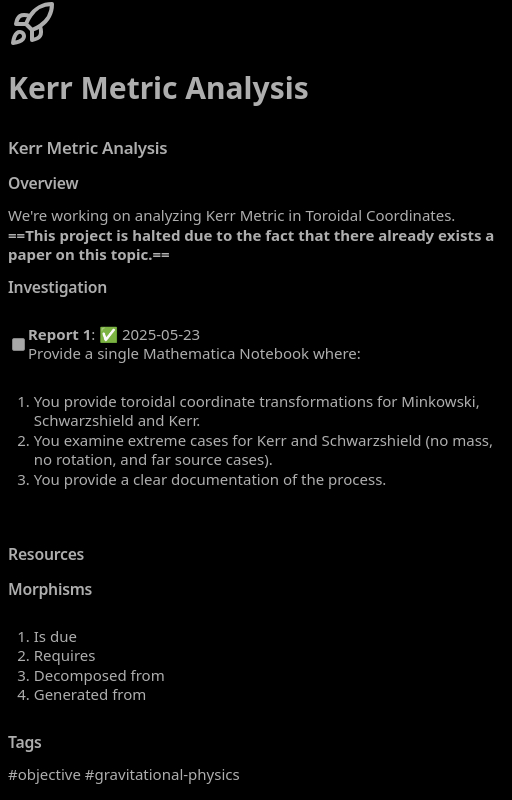 Kerr Metric Analysis
Kerr Metric Analysis
Overview
We're working on analyzing Kerr Metric in Toroidal Coordinates.
==This project is halted due to the fact that there already exists a
paper on this topic.==
Investigation
Report 1: ✅ 2025-05-23
Provide a single Mathematica Notebook where:
1. You provide toroidal coordinate transformations for Minkowski,
Schwarzshield and Kerr.
2. You examine extreme cases for Kerr and Schwarzshield (no mass,
no rotation, and far source cases).
3. You provide a clear documentation of the process.
Resources
Morphisms
1. Is due
2. Requires
3. Decomposed from
4. Generated from
Tags
#objective #gravitational-physics